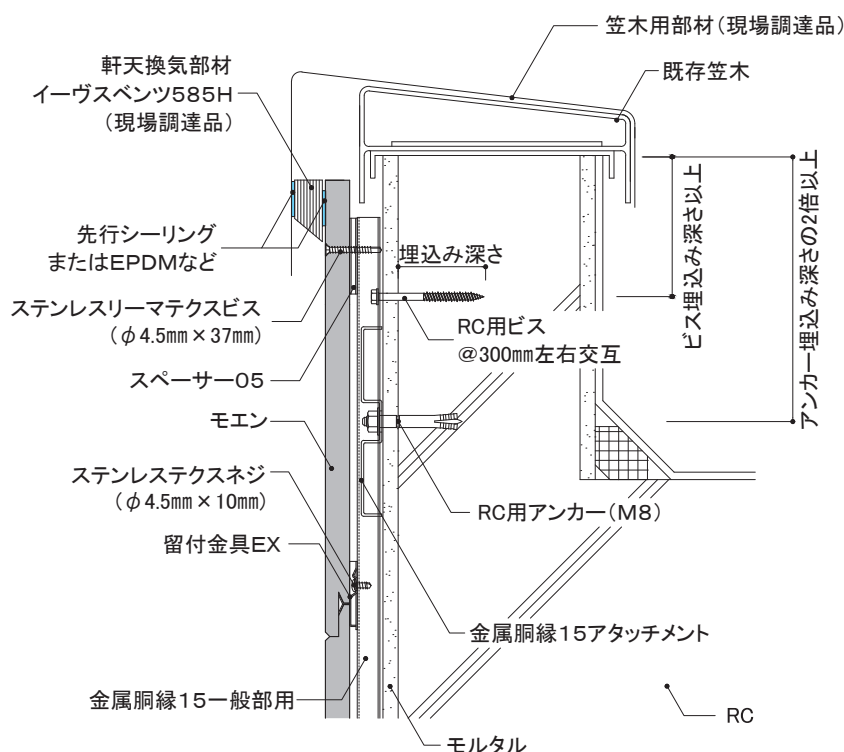 笠木用部材（現場調達品）
既存笠木
軒天換気部材
イーヴスベンツ585H
（現場調達品）
先行シーリング
またはEPDMなど
ステンレスリーマテクスビス
（φ4.5mm×37mm）
スペーサー05
モエン
ステンレステクスネジ
（φ4.5mm×10mm）
留付金具EX
金属胴縁15一般部用
埋込み深さ
RC用ビス
@300mm左右交互
RC用アンカー（M8）
金属胴縁15アタッチメント
モルタル
RC
ビス埋込み深さ以上
アンカー埋込み深さの2倍以上